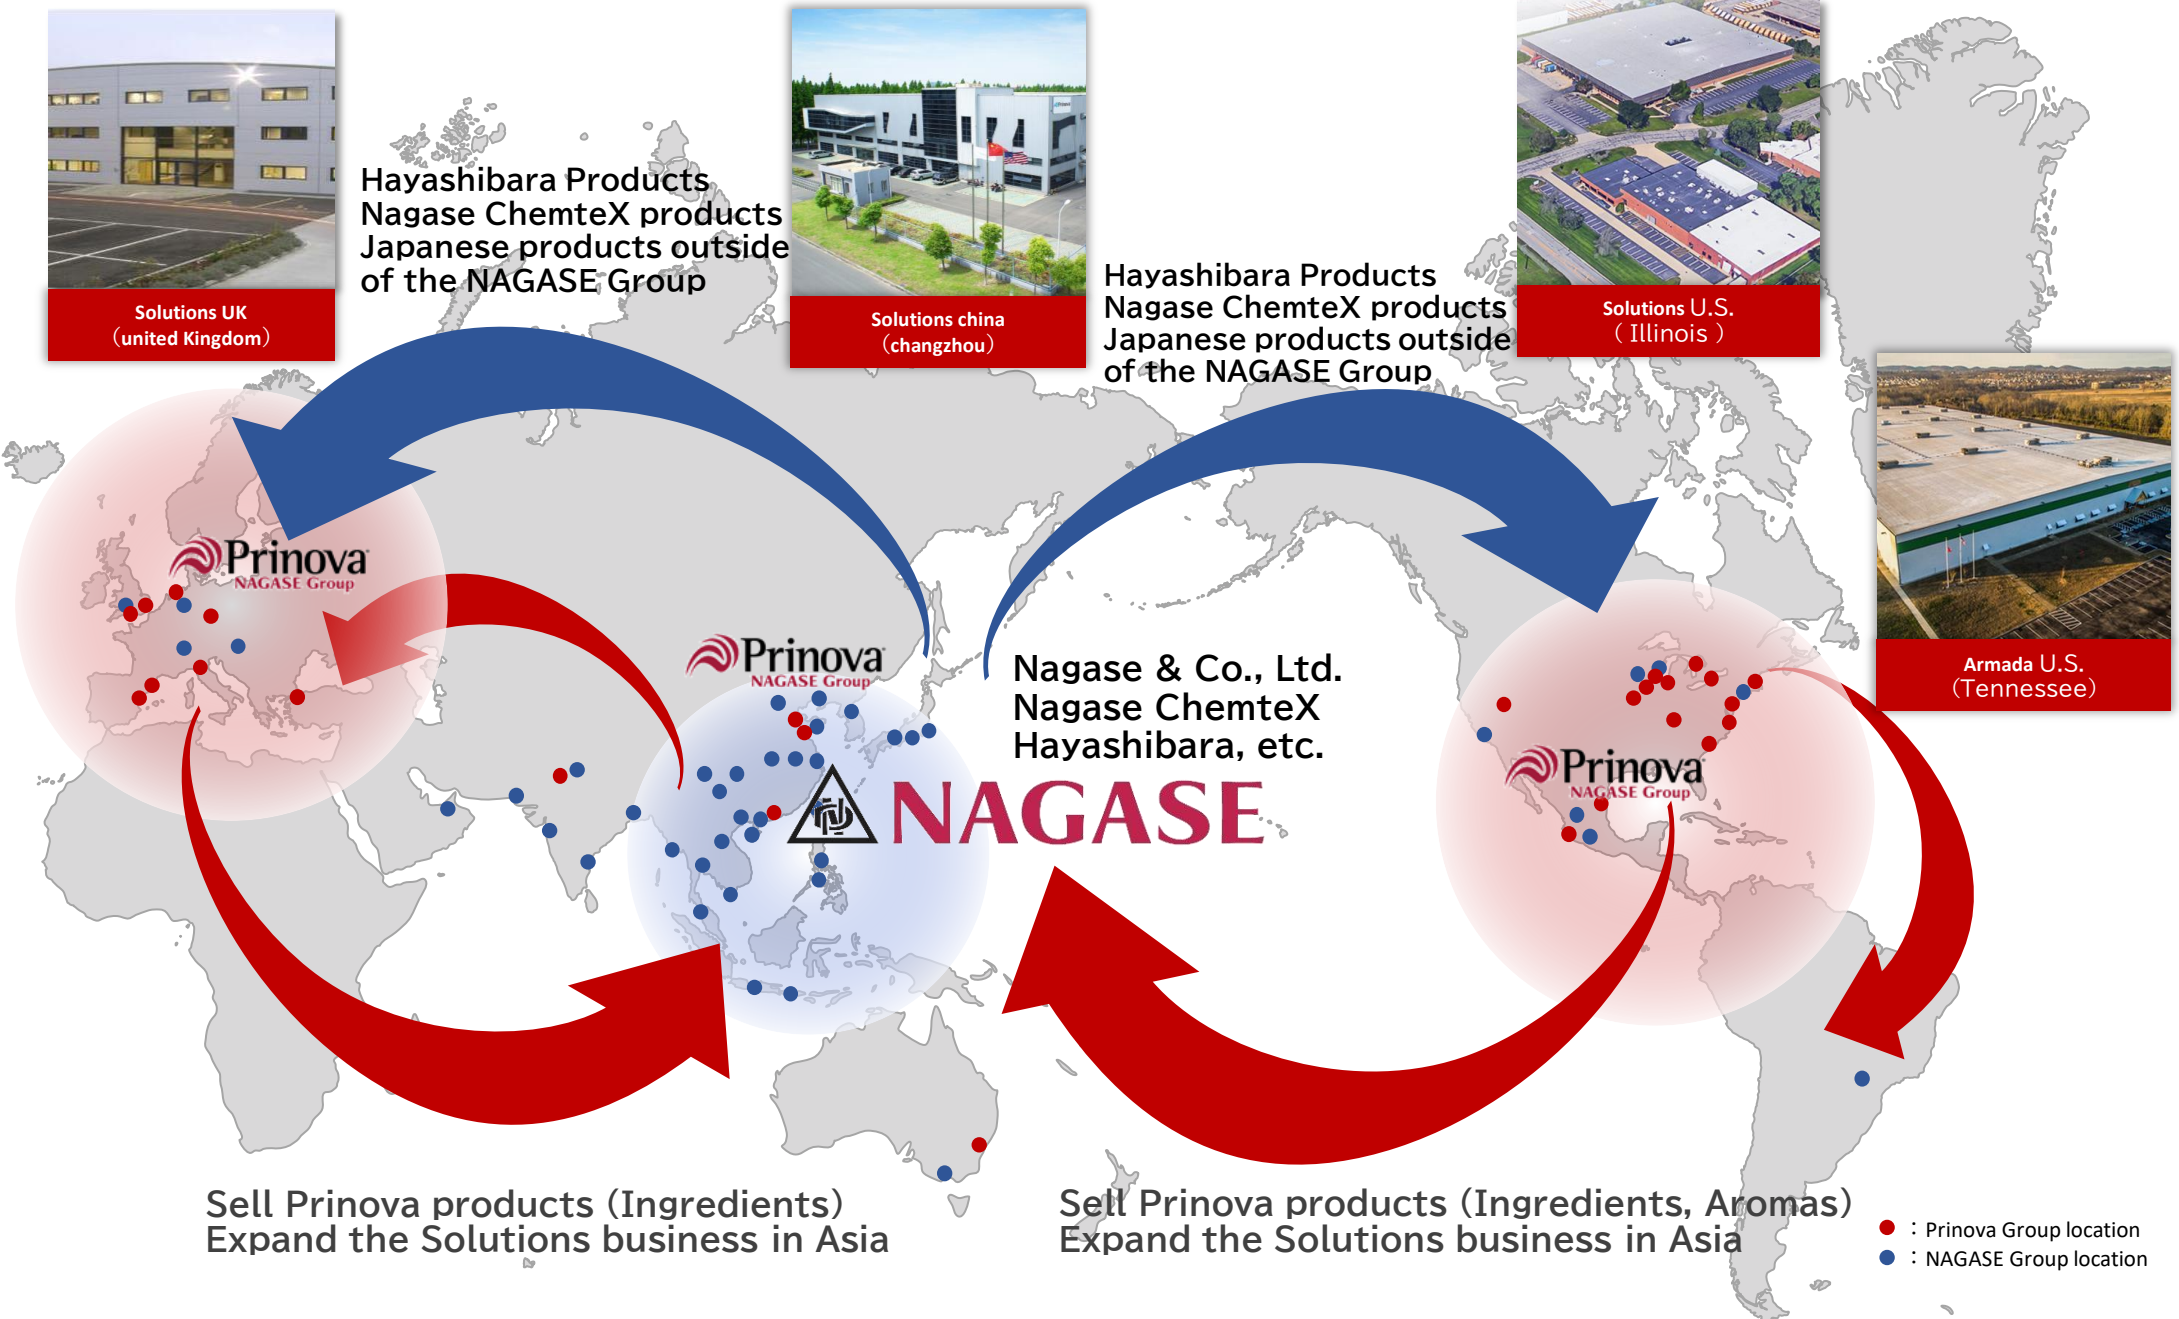 Solutions UK
（united Kingdom）
Hayashibara Products
Nagase ChemteX products
Japanese products outside
of the NAGASE Group
Solutions china
（changzhou）
Hayashibara Products
Nagase ChemteX products
Japanese products outside
of the NAGASE Group
Solutions U.S.
（ Illinois ）
Armada U.S.
（Tennessee）
Prinova
NAGASE Group
Prinova
NAGASE Group
Nagase & Co., Ltd.
Nagase ChemteX
Hayashibara, etc.
NAGASE
Prinova
NAGASE Group
Sell Prinova products (Ingredients)
Expand the Solutions business in Asia
Sell Prinova products (Ingredients, Aromas)
Expand the Solutions business in Asia
：Prinova Group location
：NAGASE Group location